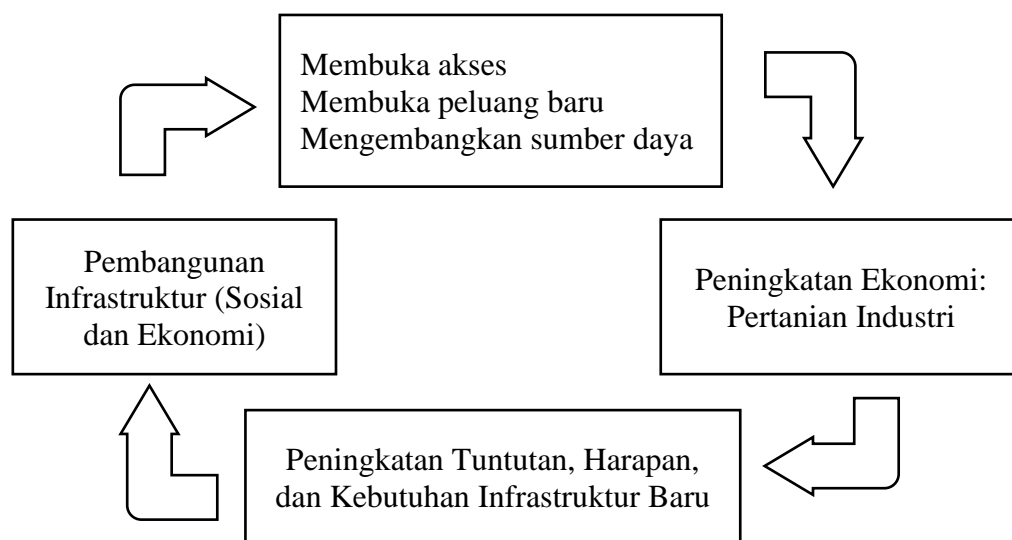 Membuka akses
Membuka peluang baru
Mengembangkan sumber daya
Pembangunan
Infrastruktur (Sosial
dan Ekonomi)
Peningkatan Ekonomi:
Pertanian Industri
Peningkatan Tuntutan, Harapan,
dan Kebutuhan Infrastruktur Baru